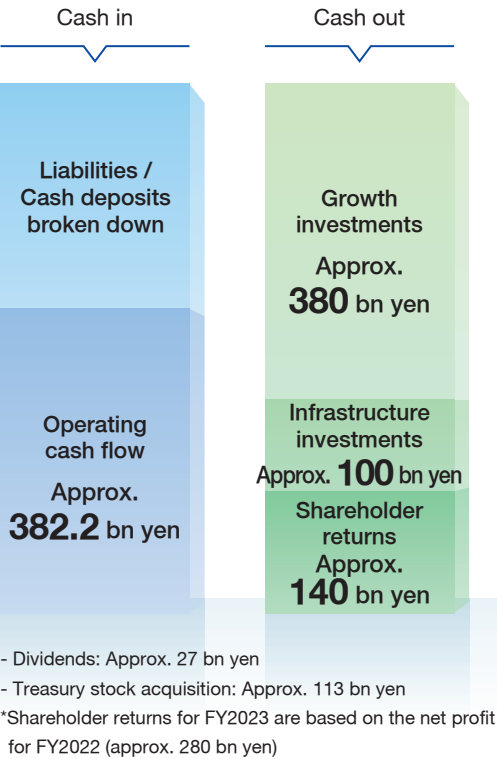 Cash in
Cash out
Liabilities /
Cash deposits
broken down
Operating
cash flow
Approx.
382.2 bn yen
Growth
investments
Approx.
380 bn yen
Infrastructure
investments
Approx. 100 bn yen
Shareholder
returns
Approx.
140 bn yen
- Dividends: Approx. 27 bn yen
- Treasury stock acquisition: Approx. 113 bn yen
*Shareholder returns for FY2023 are based on the net profit
for FY2022 (approx. 280 bn yen)